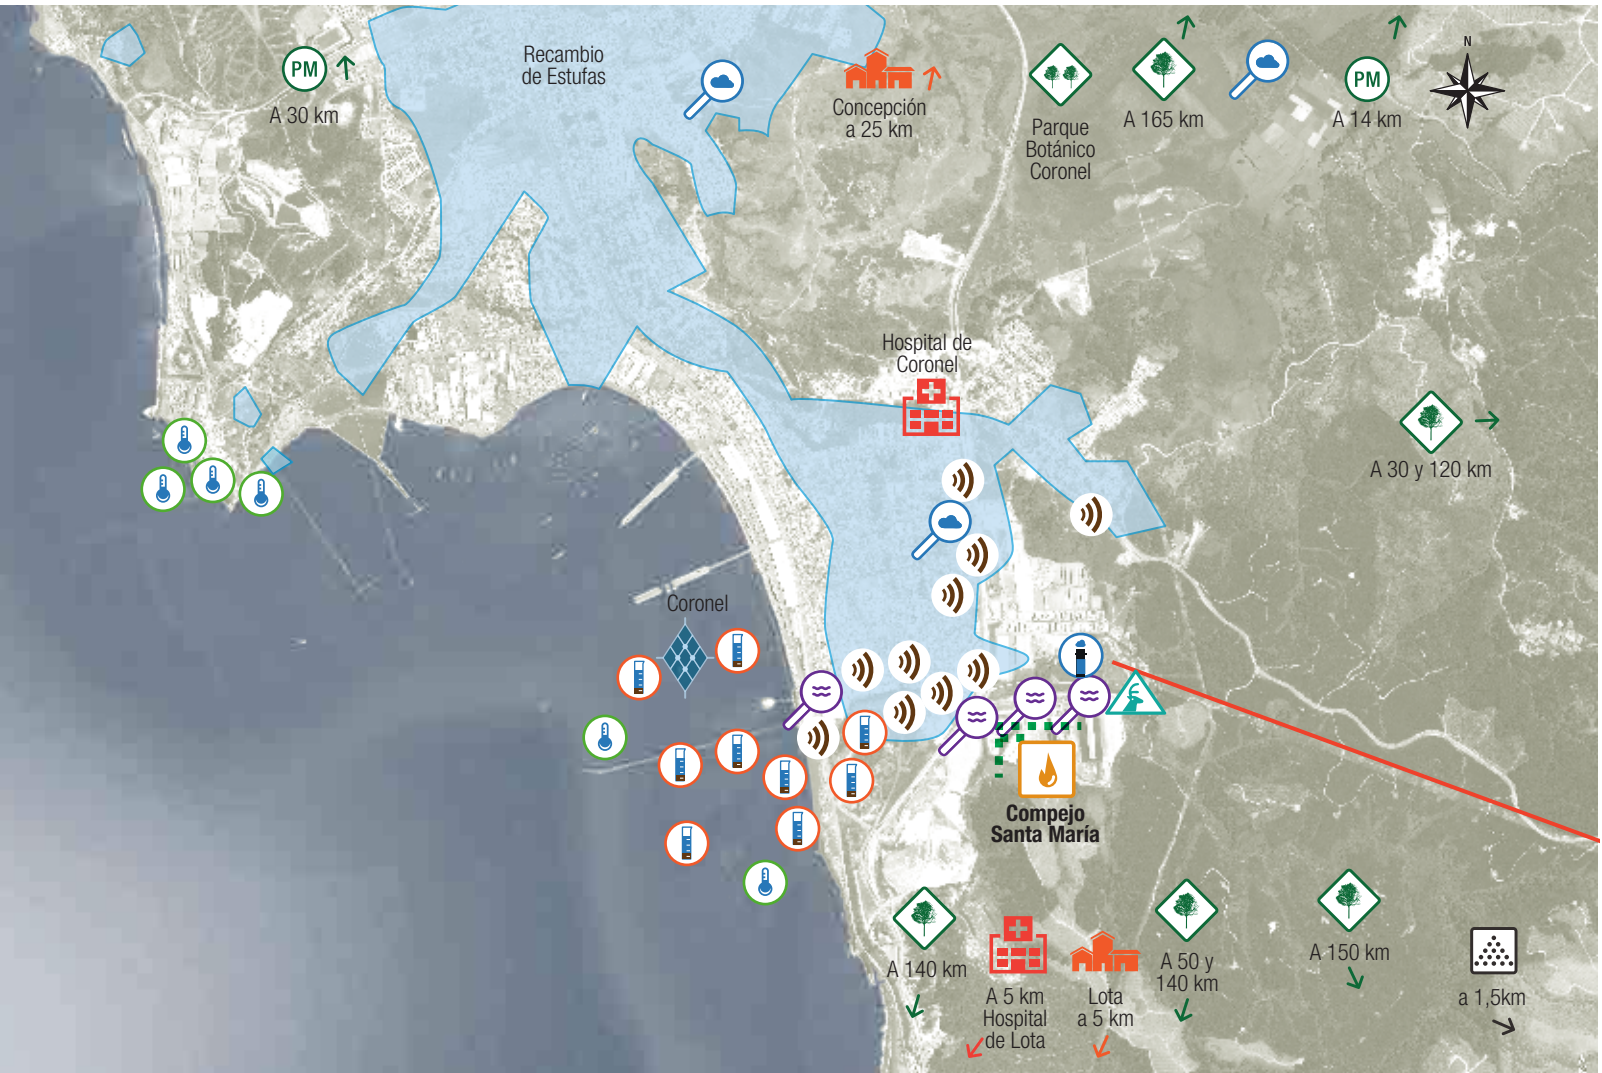 N
Recambio
de Estufas
PM
A 30 km
Concepción
a 25 km
Parque
Botánico
Coronel
A 165 km
PM
A 14 km
Hospital de
Coronel
A 30 y 120 km
Coronel
Compejo
Santa María
A 140 km
A 5 km
Hospital
de Lota
Lota
a 5 km
A 50 y
140 km
A 150 km
a 1,5km